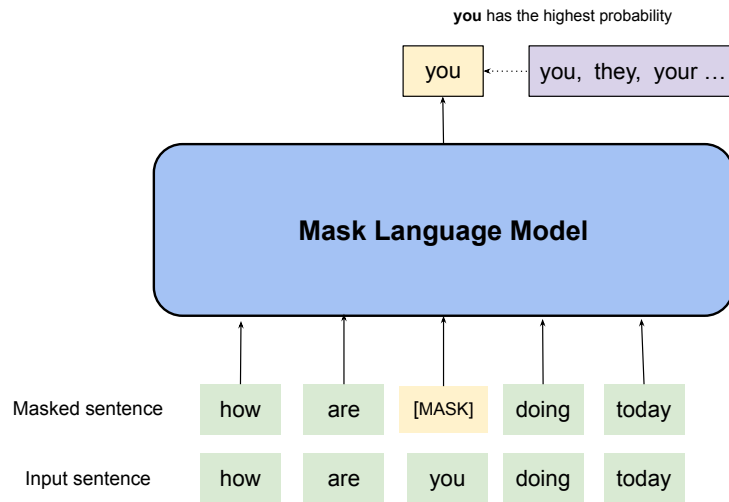 you has the highest probability
you
you, they, your ...
Mask Language Model
Masked sentence how are [MASK] doing today
Input sentence how are you doing today